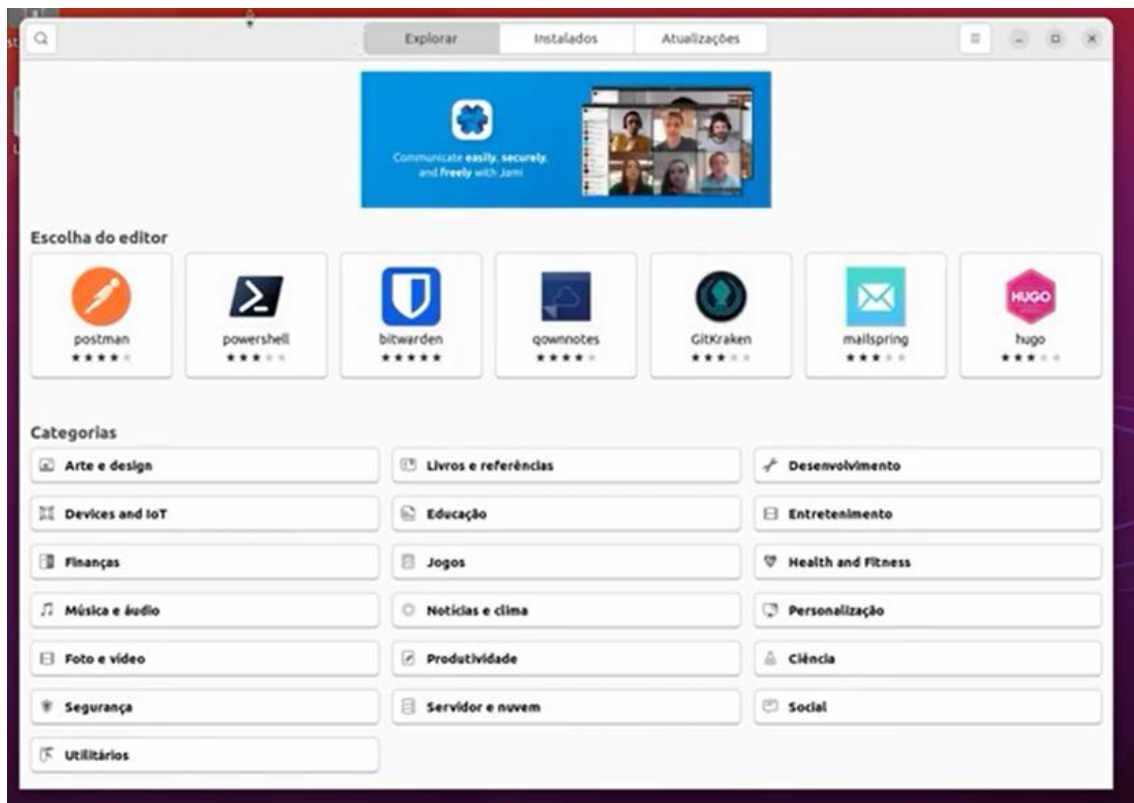 Explorar Instalados Atualizações
Communicate easily, securely,
and freely with Jami
Escolha do editor
postman powershell bitwarden qownnotes GitKraken mailspring HUGO
hugo
Categorias
Arte e design Livros e referências Desenvolvimento
Devices and IoT Educação Entretenimento
Finanças Jogos Health and Fitness
Música e áudio Notícias e clima Personalização
Foto e vídeo Produtividade Ciência
Segurança Servidor e nuvem Social
Utilitários